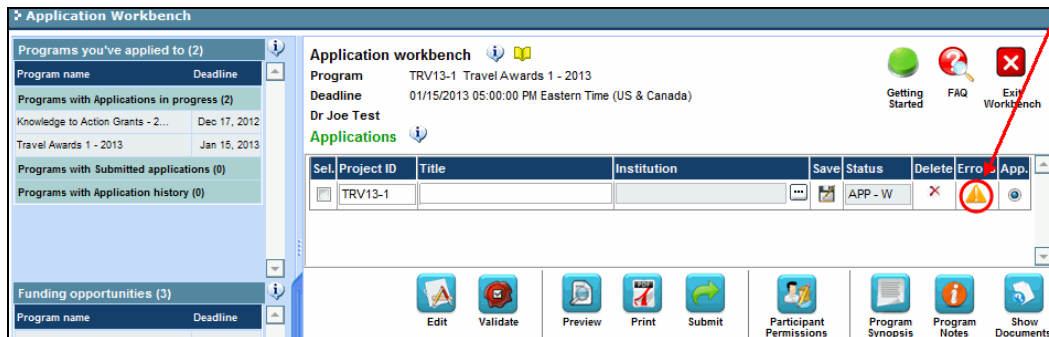 Application Workbench
Programs you've applied to (2)
Program name Deadline
Programs with Applications in progress (2)
Knowledge to Action Grants - 2... Dec 17, 2012
Travel Awards 1 - 2013 Jan 15, 2013
Programs with Submitted applications (0)
Programs with Application history (0)
Funding opportunities (3)
Program name Deadline
Application workbench
Program TRV13-1 Travel Awards 1 - 2013
Deadline 01/15/2013 05:00:00 PM Eastern Time (US & Canada)
Dr Joe Test
Applications
Getting Started
FAQ
Exit Workbench
Sel. Project ID Title Institution Save Status Delete Errors App.
TRV13-1 APP - W
Edit Validate Preview Print Submit Participant Permissions Program Synopsis Program Notes Show Documents